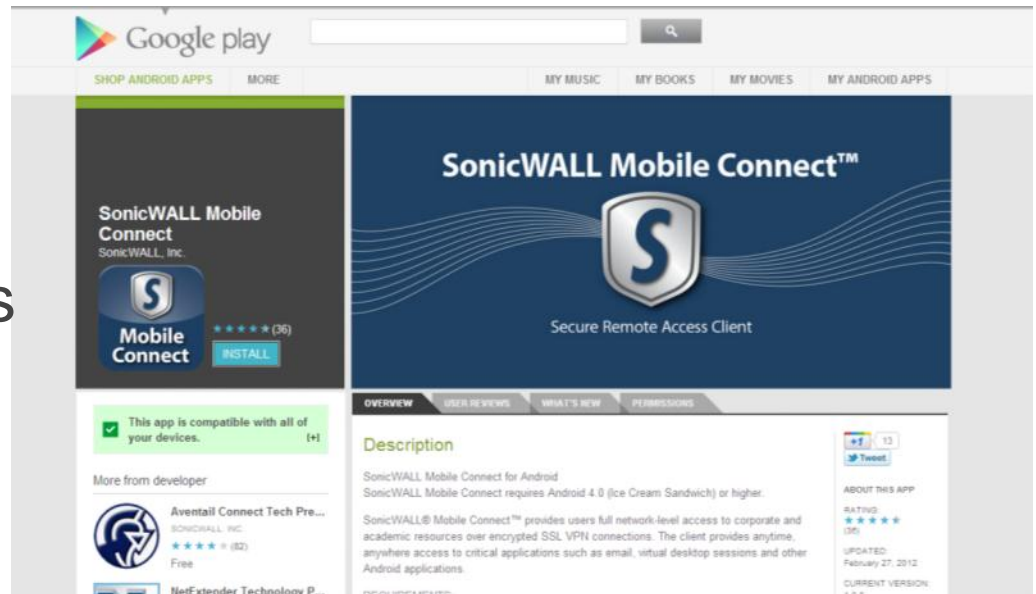 Google play
SHOP ANDROID APPS MORE MY MUSIC MY BOOKS MY MOVIES MY ANDROID APPS
SonicWALL Mobile
Connect
SonicWALL, Inc.
S
Mobile
Connect
(36)
INSTALL
SonicWALL Mobile Connect™
S
Secure Remote Access Client
s
This app is compatible with all of
your devices. [+]
More from developer
Aventail Connect Tech Pre...
SONICWALL, INC.
(82)
Free
NetExtender Technology P...
OVERVIEW USER REVIEWS WHAT'S NEW PERMISSIONS
Description
SonicWALL Mobile Connect for Android
SonicWALL Mobile Connect requires Android 4.0 (Ice Cream Sandwich) or higher.
SonicWALL® Mobile Connect™ provides users full network-level access to corporate and
academic resources over encrypted SSL VPN connections. The client provides anytime,
anywhere access to critical applications such as email, virtual desktop sessions and other
Android applications.
REQUIREMENTS
+1 13
Tweet
ABOUT THIS APP
RATING:
(36)
UPDATED:
February 27, 2012
CURRENT VERSION: